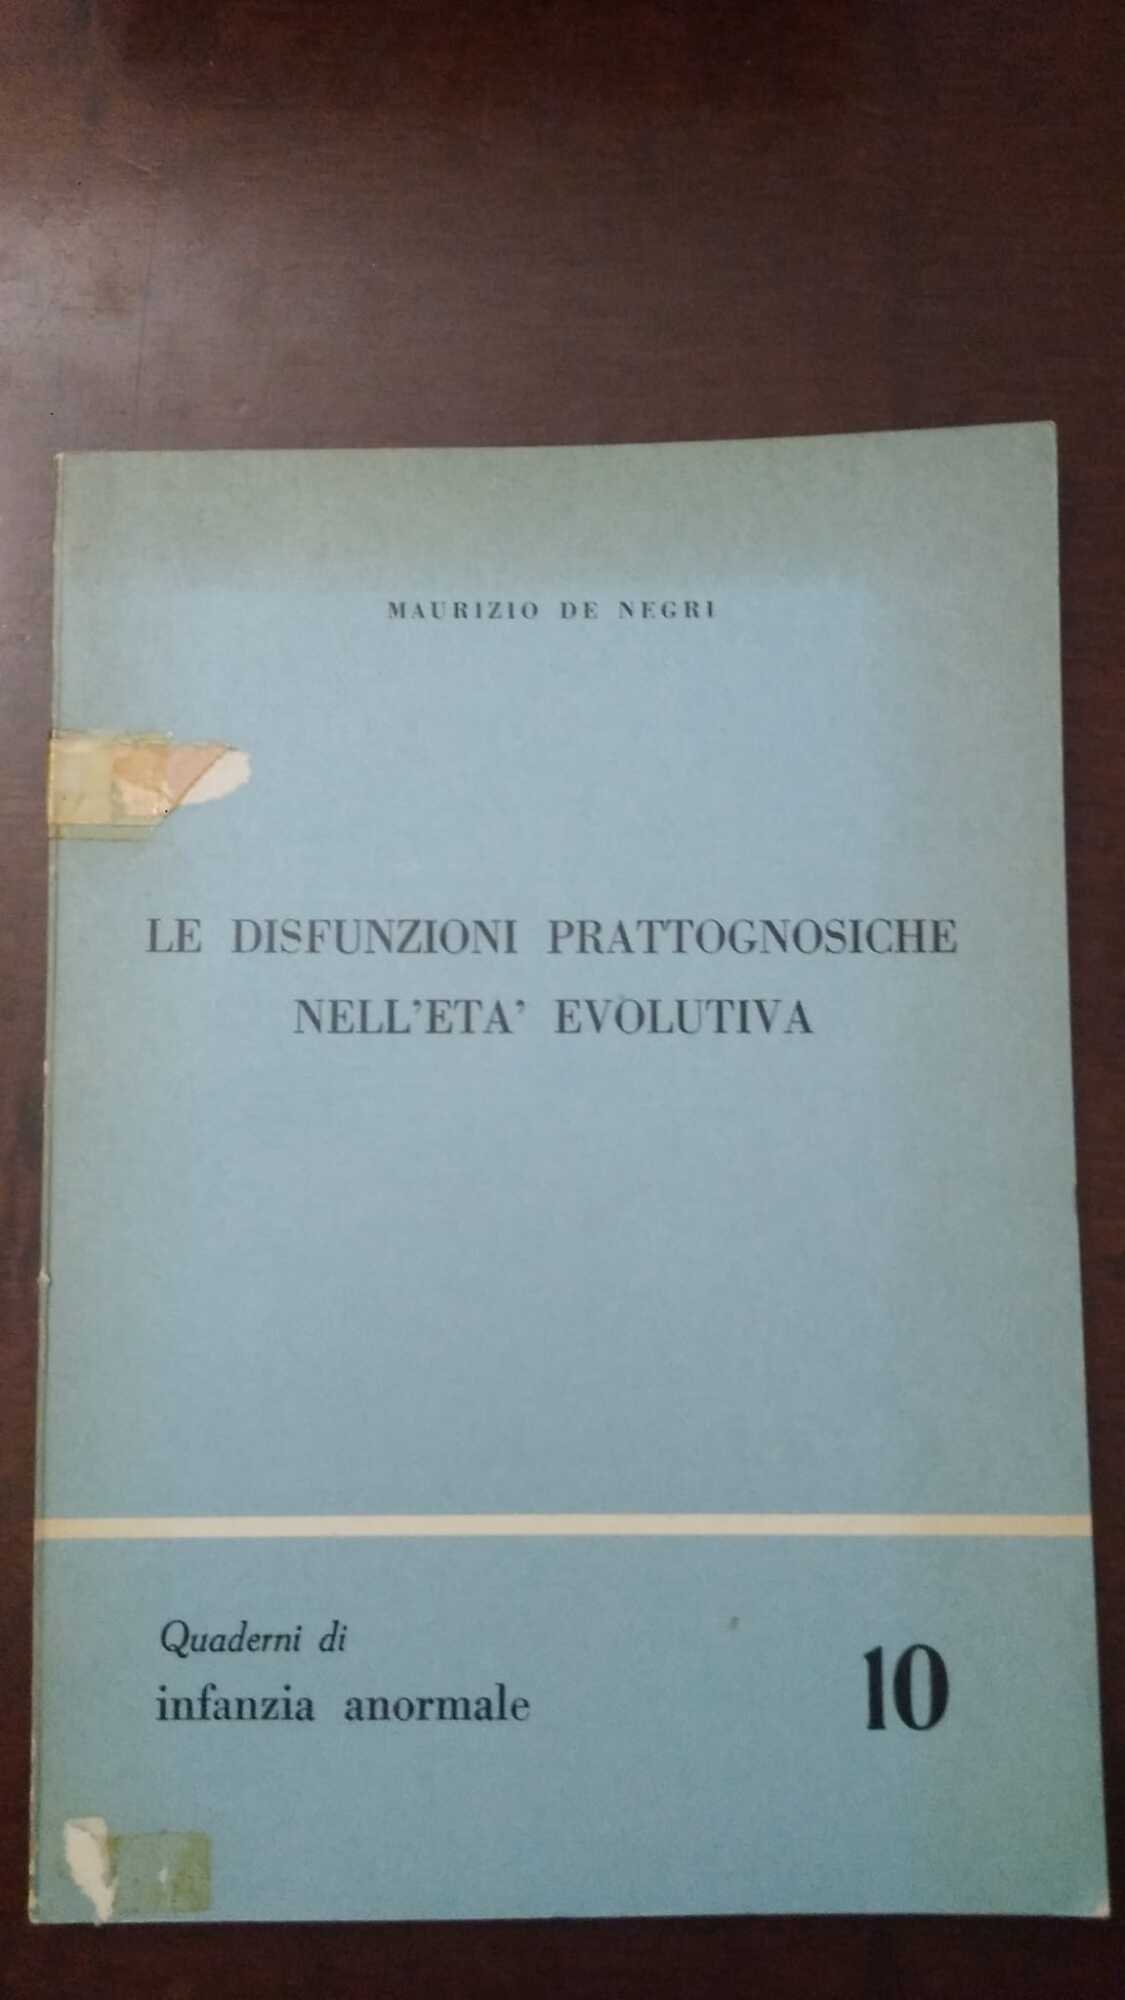 MAURIZIO DE NEGRI
LE DISFUNZIONI PRATTOGNOSICHE
NELL'ETA' EVOLUTIVA
Quaderni di
infanzia anormale
10